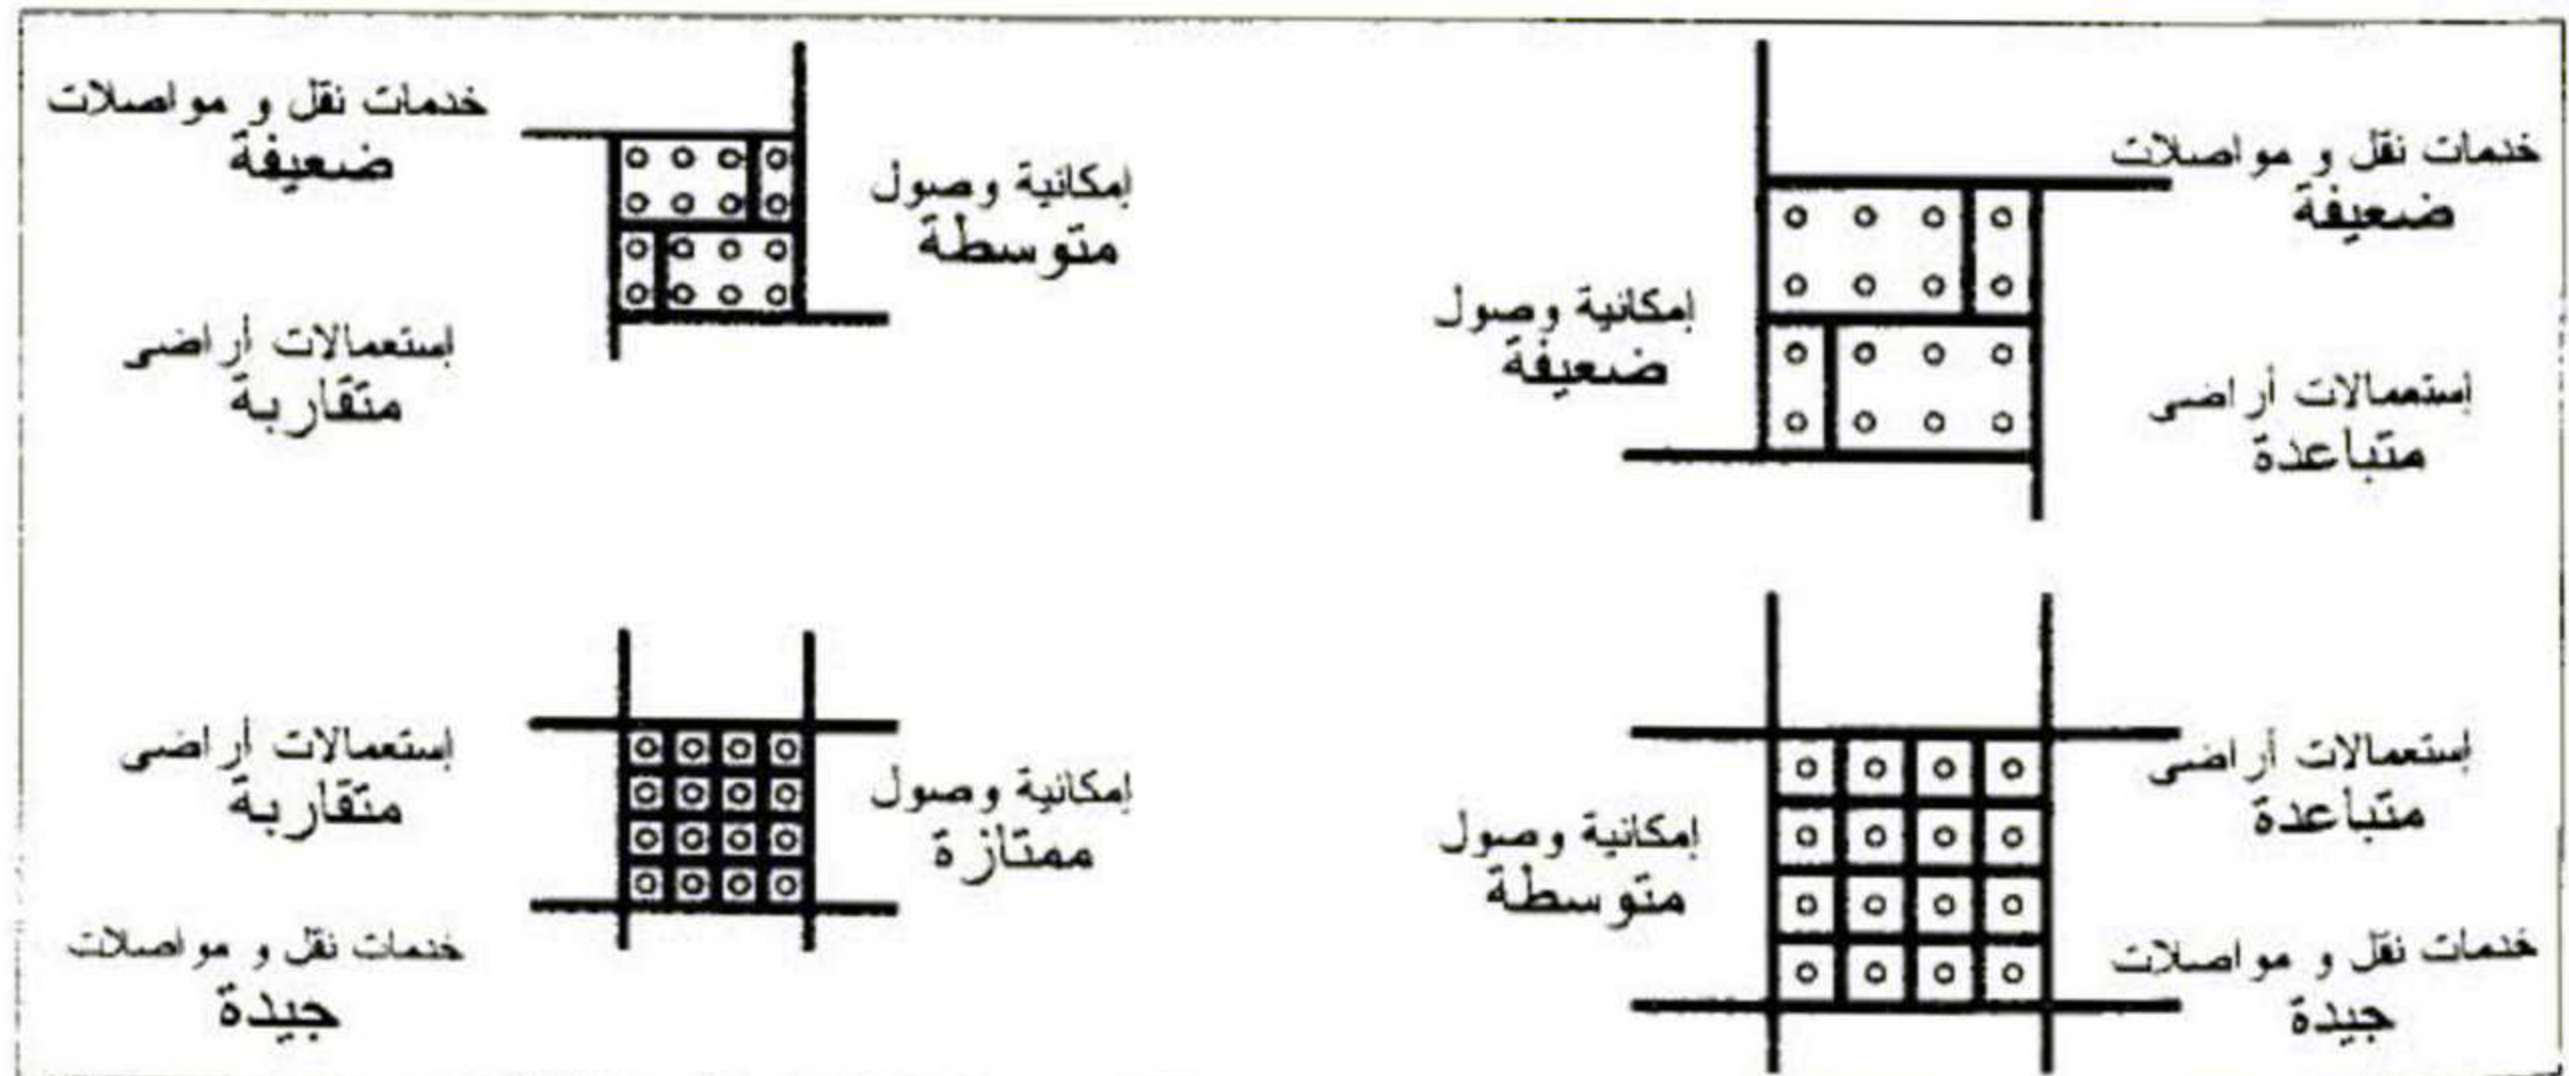 خدمات نقل و مواصلات
ضعيفة
إمكانية وصول
ضعيفة
إستعمالات أراضى
متباعدة
خدمات نقل و مواصلات
ضعيفة
إمكانية وصول
متوسطة
إستعمالات أراضى
متقاربة
إستعمالات أراضى
متباعدة
إمكانية وصول
متوسطة
خدمات نقل و مواصلات
جيدة
إستعمالات أراضى
متقاربة
إمكانية وصول
ممتازة
خدمات نقل و مواصلات
جيدة